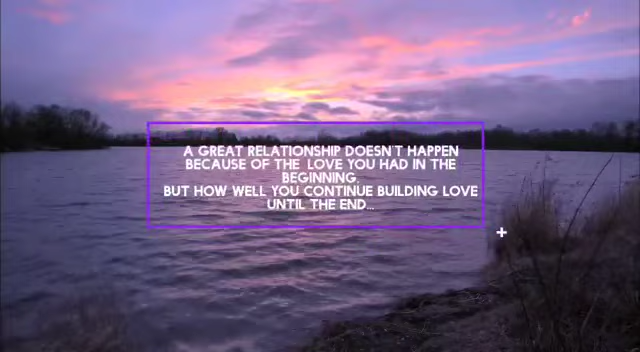 A GREAT RELATIONSHIP DOESN'T HAPPEN
BECAUSE OF THE LOVE YOU HAD IN THE
BEGINNING,
BUT HOW WELL YOU CONTINUE BUILDING LOVE
UNTIL THE END...